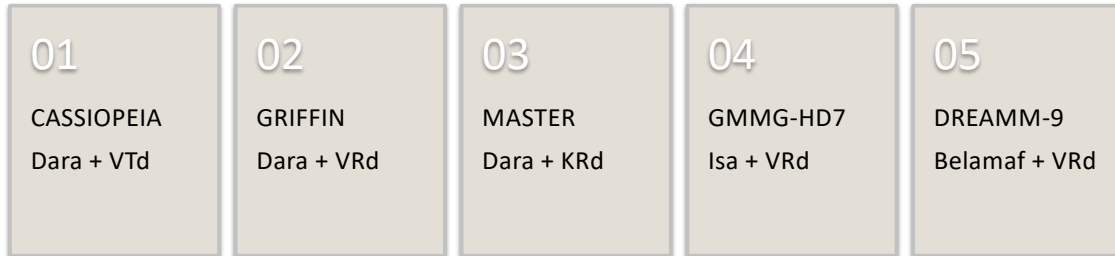 01
CASSIOPEIA
Dara + VTd
02
GRIFFIN
Dara + VRd
03
MASTER
Dara + KRd
04
GMMG-HD7
Isa + VRd
05
DREAMM-9
Belamaf + VRd